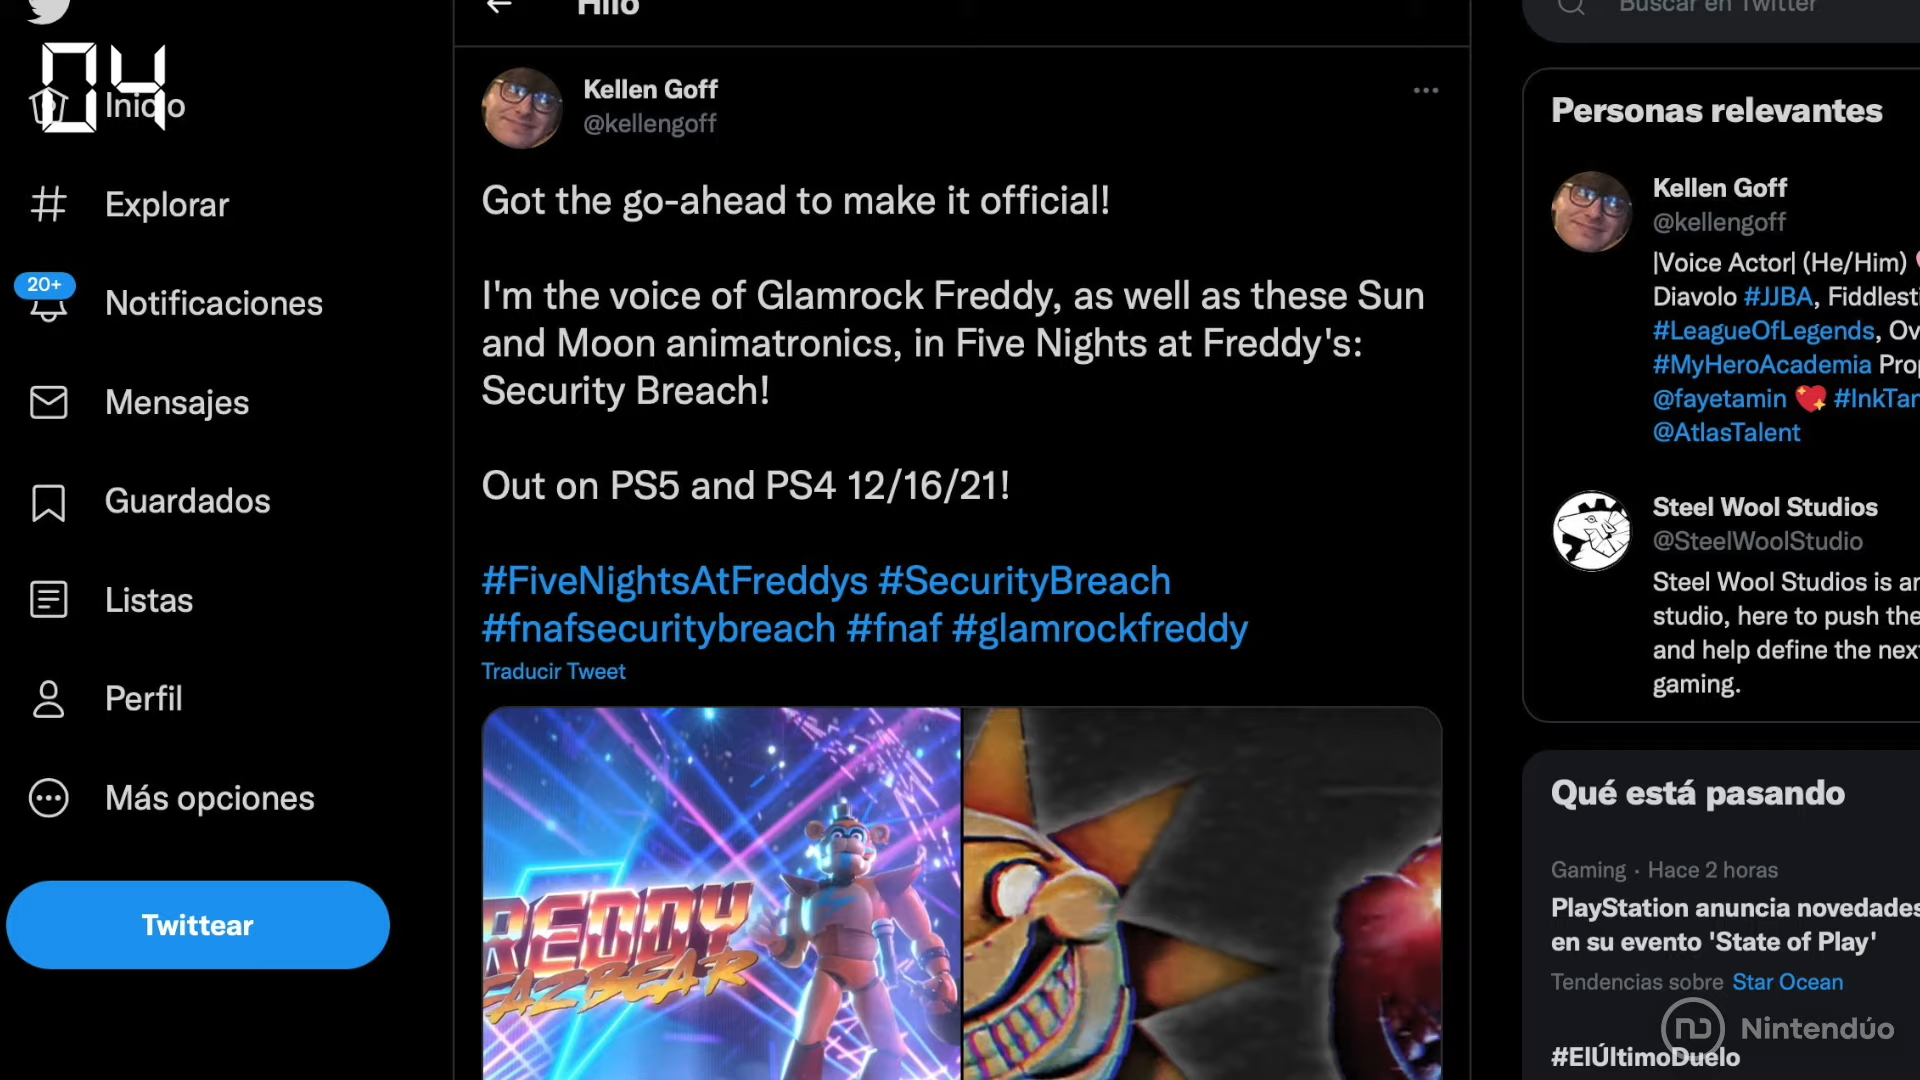 Hilo
Buscar en Twitter
04
Inicio
Explorar
20+
Notificaciones
Mensajes
Guardados
Listas
Perfil
Más opciones
Twittear
Kellen Goff
@kellengoff
Got the go-ahead to make it official!
I'm the voice of Glamrock Freddy, as well as these Sun
and Moon animatronics, in Five Nights at Freddy's:
Security Breach!
Out on PS5 and PS4 12/16/21!
#FiveNightsAtFreddys #SecurityBreach
#fnafsecuritybreach #fnaf #glamrockfreddy
Traducir Tweet
REDDY
FAZBEAR
Personas relevantes
Kellen Goff
@kellengoff
|Voice Actor| (He/Him)
Diavolo #JJBA, Fiddlesti
#LeagueOfLegends, Ov
#MyHeroAcademia Prop
@fayetamin #InkTan
@AtlasTalent
Steel Wool Studios
@SteelWoolStudio
Steel Wool Studios is an
studio, here to push the
and help define the next
gaming.
Qué está pasando
Gaming · Hace 2 horas
PlayStation anuncia novedades
en su evento 'State of Play'
Tendencias sobre Star Ocean
Nintendúo
#ElÚltimoDuelo